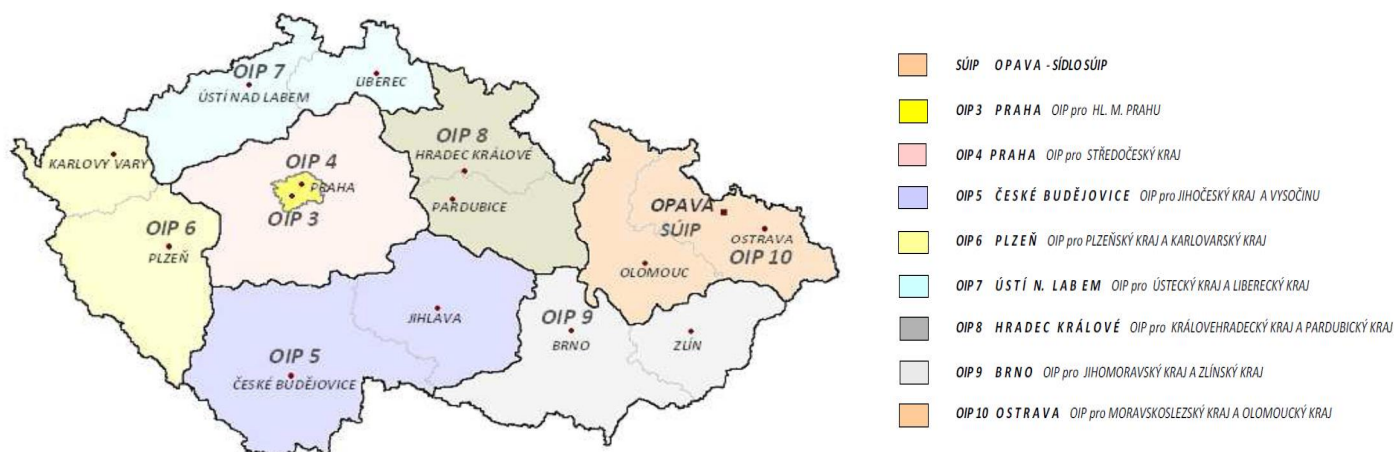 OIP 7
ÚSTÍ NAD LABEM
LIBEREC
KARLOVY VARY
OIP 8
HRADEC KRÁLOVÉ
PARDUBICE
OIP 4
PRAHA
OIP 3
OIP 6
PLZEŇ
OPAVA
SÚIP
OSTRAVA
OIP 10
OLOMOUC
JIHLAVA
OIP 9
BRNO
ZLÍN
OIP 5
ČESKÉ BUDĚJOVICE
SÚIP OPAVA - SÍDLO SÚIP
OIP 3 PRAHA OIP pro HL. M. PRAHU
OIP 4 PRAHA OIP pro STŘEDOČESKÝ KRAJ
OIP 5 ČESKÉ BUDĚJOVICE OIP pro JIHOČESKÝ KRAJ A VYSOČINU
OIP 6 PLZEŇ OIP pro PLZEŇSKÝ KRAJ A KARLOVARSKÝ KRAJ
OIP 7 ÚSTÍ N. LABEM OIP pro ÚSTECKÝ KRAJ A LIBERECKÝ KRAJ
OIP 8 HRADEC KRÁLOVÉ OIP pro KRÁLOVEHRADECKÝ KRAJ A PARDUBICKÝ KRAJ
OIP 9 BRNO OIP pro JIHOMORAVSKÝ KRAJ A ZLÍNSKÝ KRAJ
OIP 10 OSTRAVA OIP pro MORAVSKOSLEZSKÝ KRAJ A OLOMOUCKÝ KRAJ